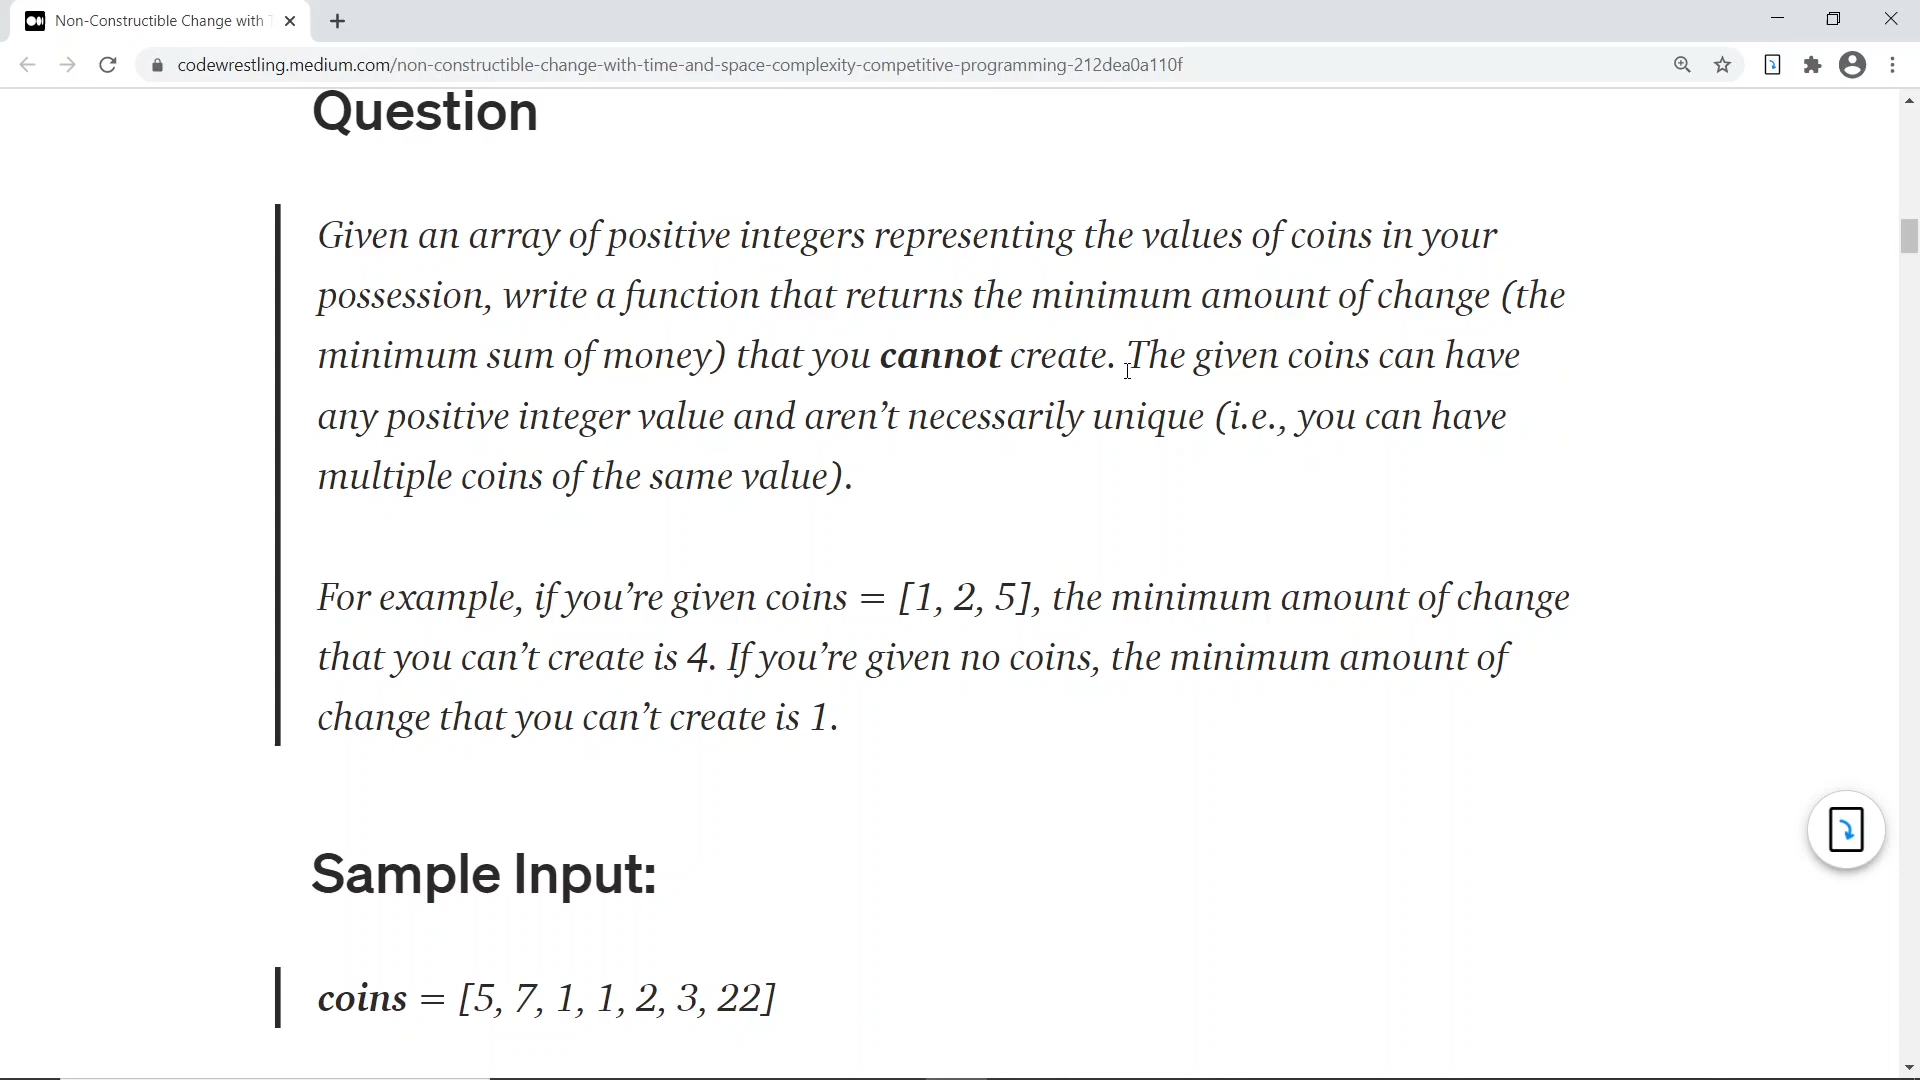 Non-Constructible Change with T
codewrestling.medium.com/non-constructible-change-with-time-and-space-complexity-competitive-programming-212dea0a110f
Question
Given an array of positive integers representing the values of coins in your
possession, write a function that returns the minimum amount of change (the
minimum sum of money) that you cannot create. The given coins can have
any positive integer value and aren’t necessarily unique (i.e., you can have
multiple coins of the same value).
For example, if you’re given coins = [1, 2, 5], the minimum amount of change
that you can’t create is 4. If you’re given no coins, the minimum amount of
change that you can’t create is 1.
Sample Input:
coins = [5, 7, 1, 1, 2, 3, 22]